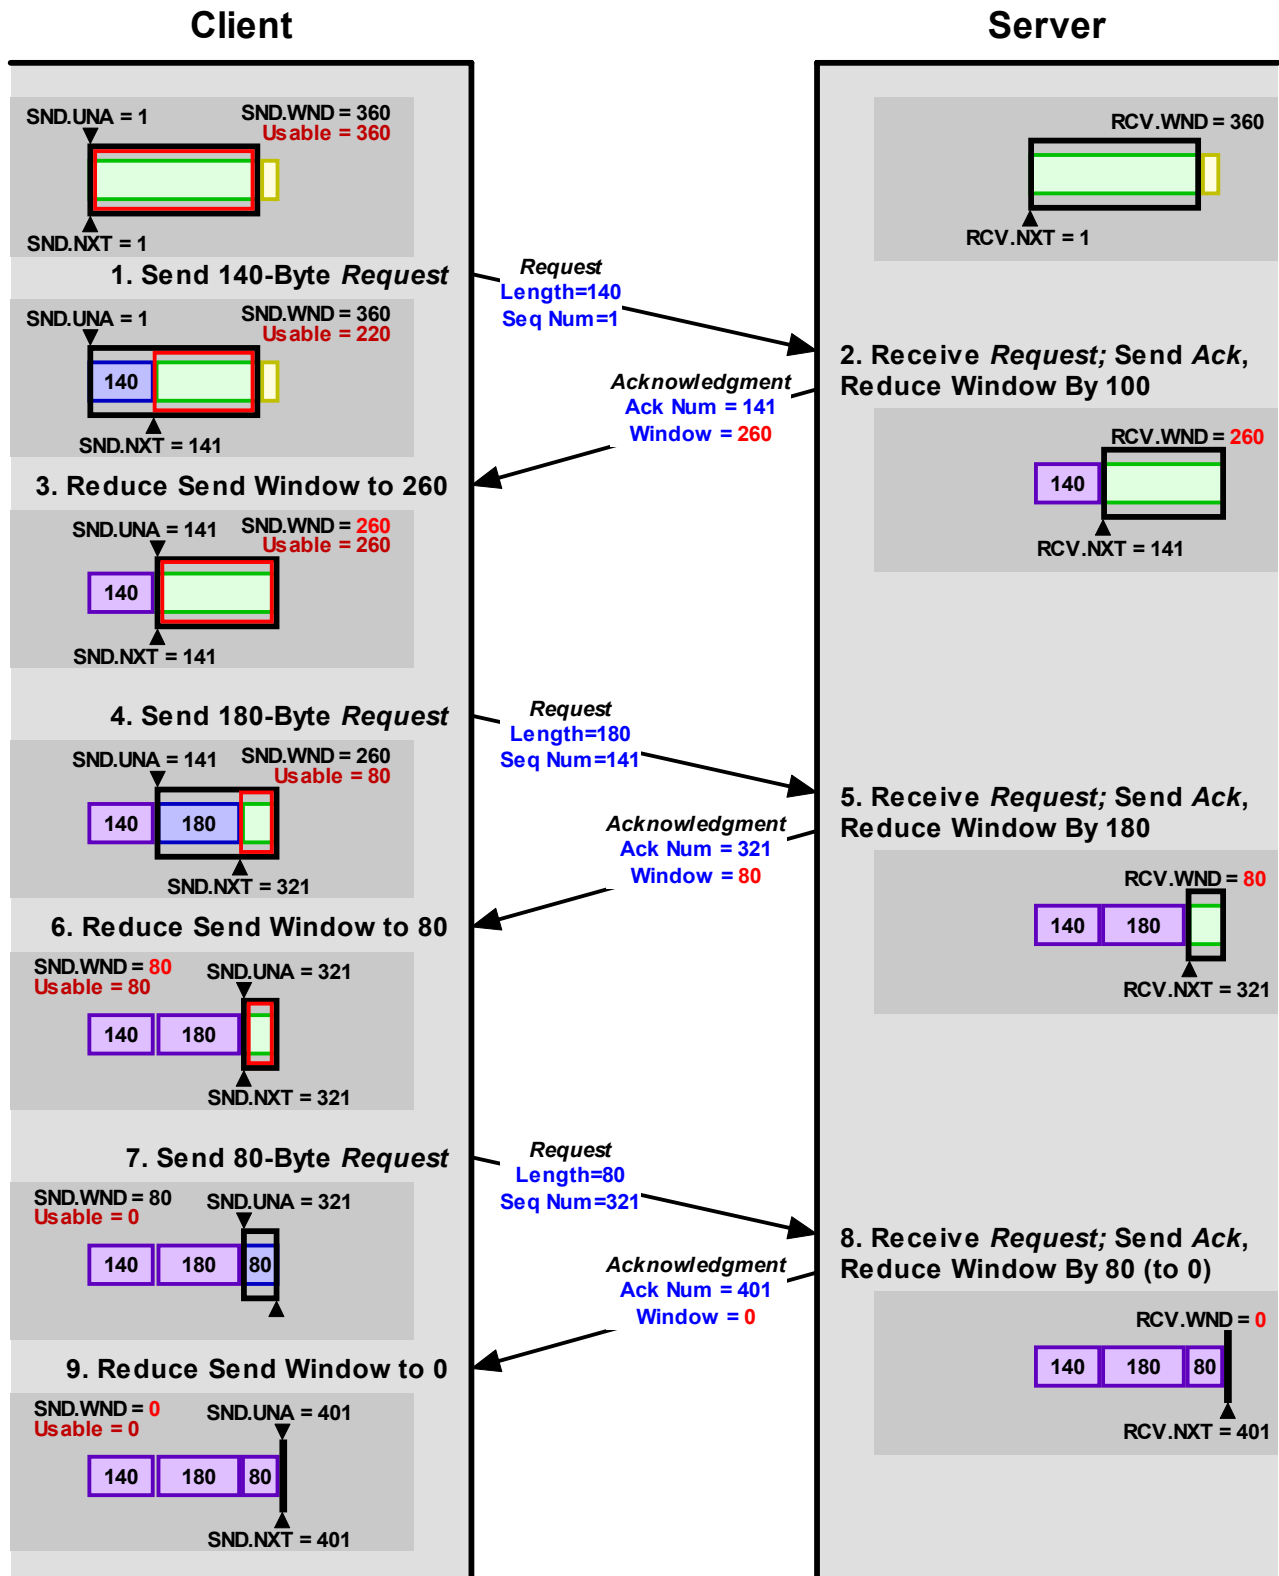 Client
Server
SND.UNA = 1
SND.WND = 360
Usable = 360
SND.NXT = 1
RCV.WND = 360
RCV.NXT = 1
1. Send 140-Byte Request
Request
Length=140
Seq Num=1
SND.UNA = 1
SND.WND = 360
Usable = 220
140
SND.NXT = 141
2. Receive Request; Send Ack,
Reduce Window By 100
Acknowledgment
Ack Num = 141
Window = 260
RCV.WND = 260
140
RCV.NXT = 141
3. Reduce Send Window to 260
SND.UNA = 141
SND.WND = 260
Usable = 260
140
SND.NXT = 141
4. Send 180-Byte Request
Request
Length=180
Seq Num=141
SND.UNA = 141
SND.WND = 260
Usable = 80
140
180
SND.NXT = 321
5. Receive Request; Send Ack,
Reduce Window By 180
Acknowledgment
Ack Num = 321
Window = 80
RCV.WND = 80
140
180
RCV.NXT = 321
6. Reduce Send Window to 80
SND.WND = 80
Usable = 80
SND.UNA = 321
140
180
SND.NXT = 321
7. Send 80-Byte Request
Request
Length=80
Seq Num=321
SND.WND = 80
Usable = 0
SND.UNA = 321
140
180
80
8. Receive Request; Send Ack,
Reduce Window By 80 (to 0)
Acknowledgment
Ack Num = 401
Window = 0
RCV.WND = 0
140
180
80
RCV.NXT = 401
9. Reduce Send Window to 0
SND.WND = 0
Usable = 0
SND.UNA = 401
140
180
80
SND.NXT = 401